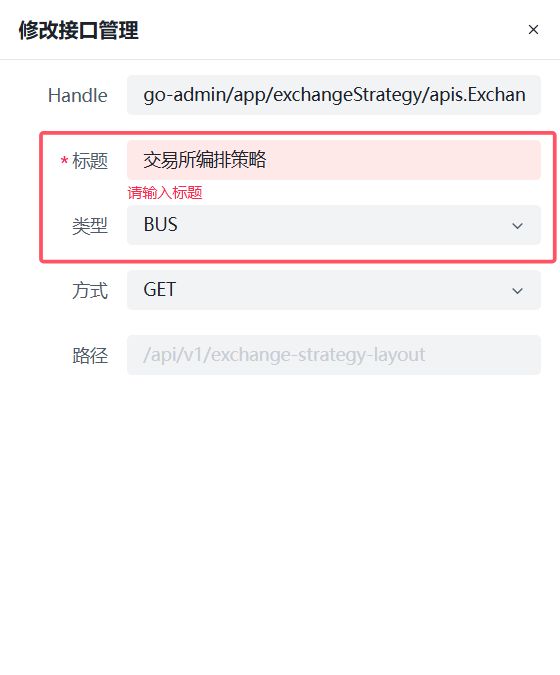 修改接口管理
Handle go-admin/app/exchangeStrategy/apis.Exchan
* 标题 交易所编排策略
请输入标题
类型 BUS
方式 GET
路径 /api/v1/exchange-strategy-layout